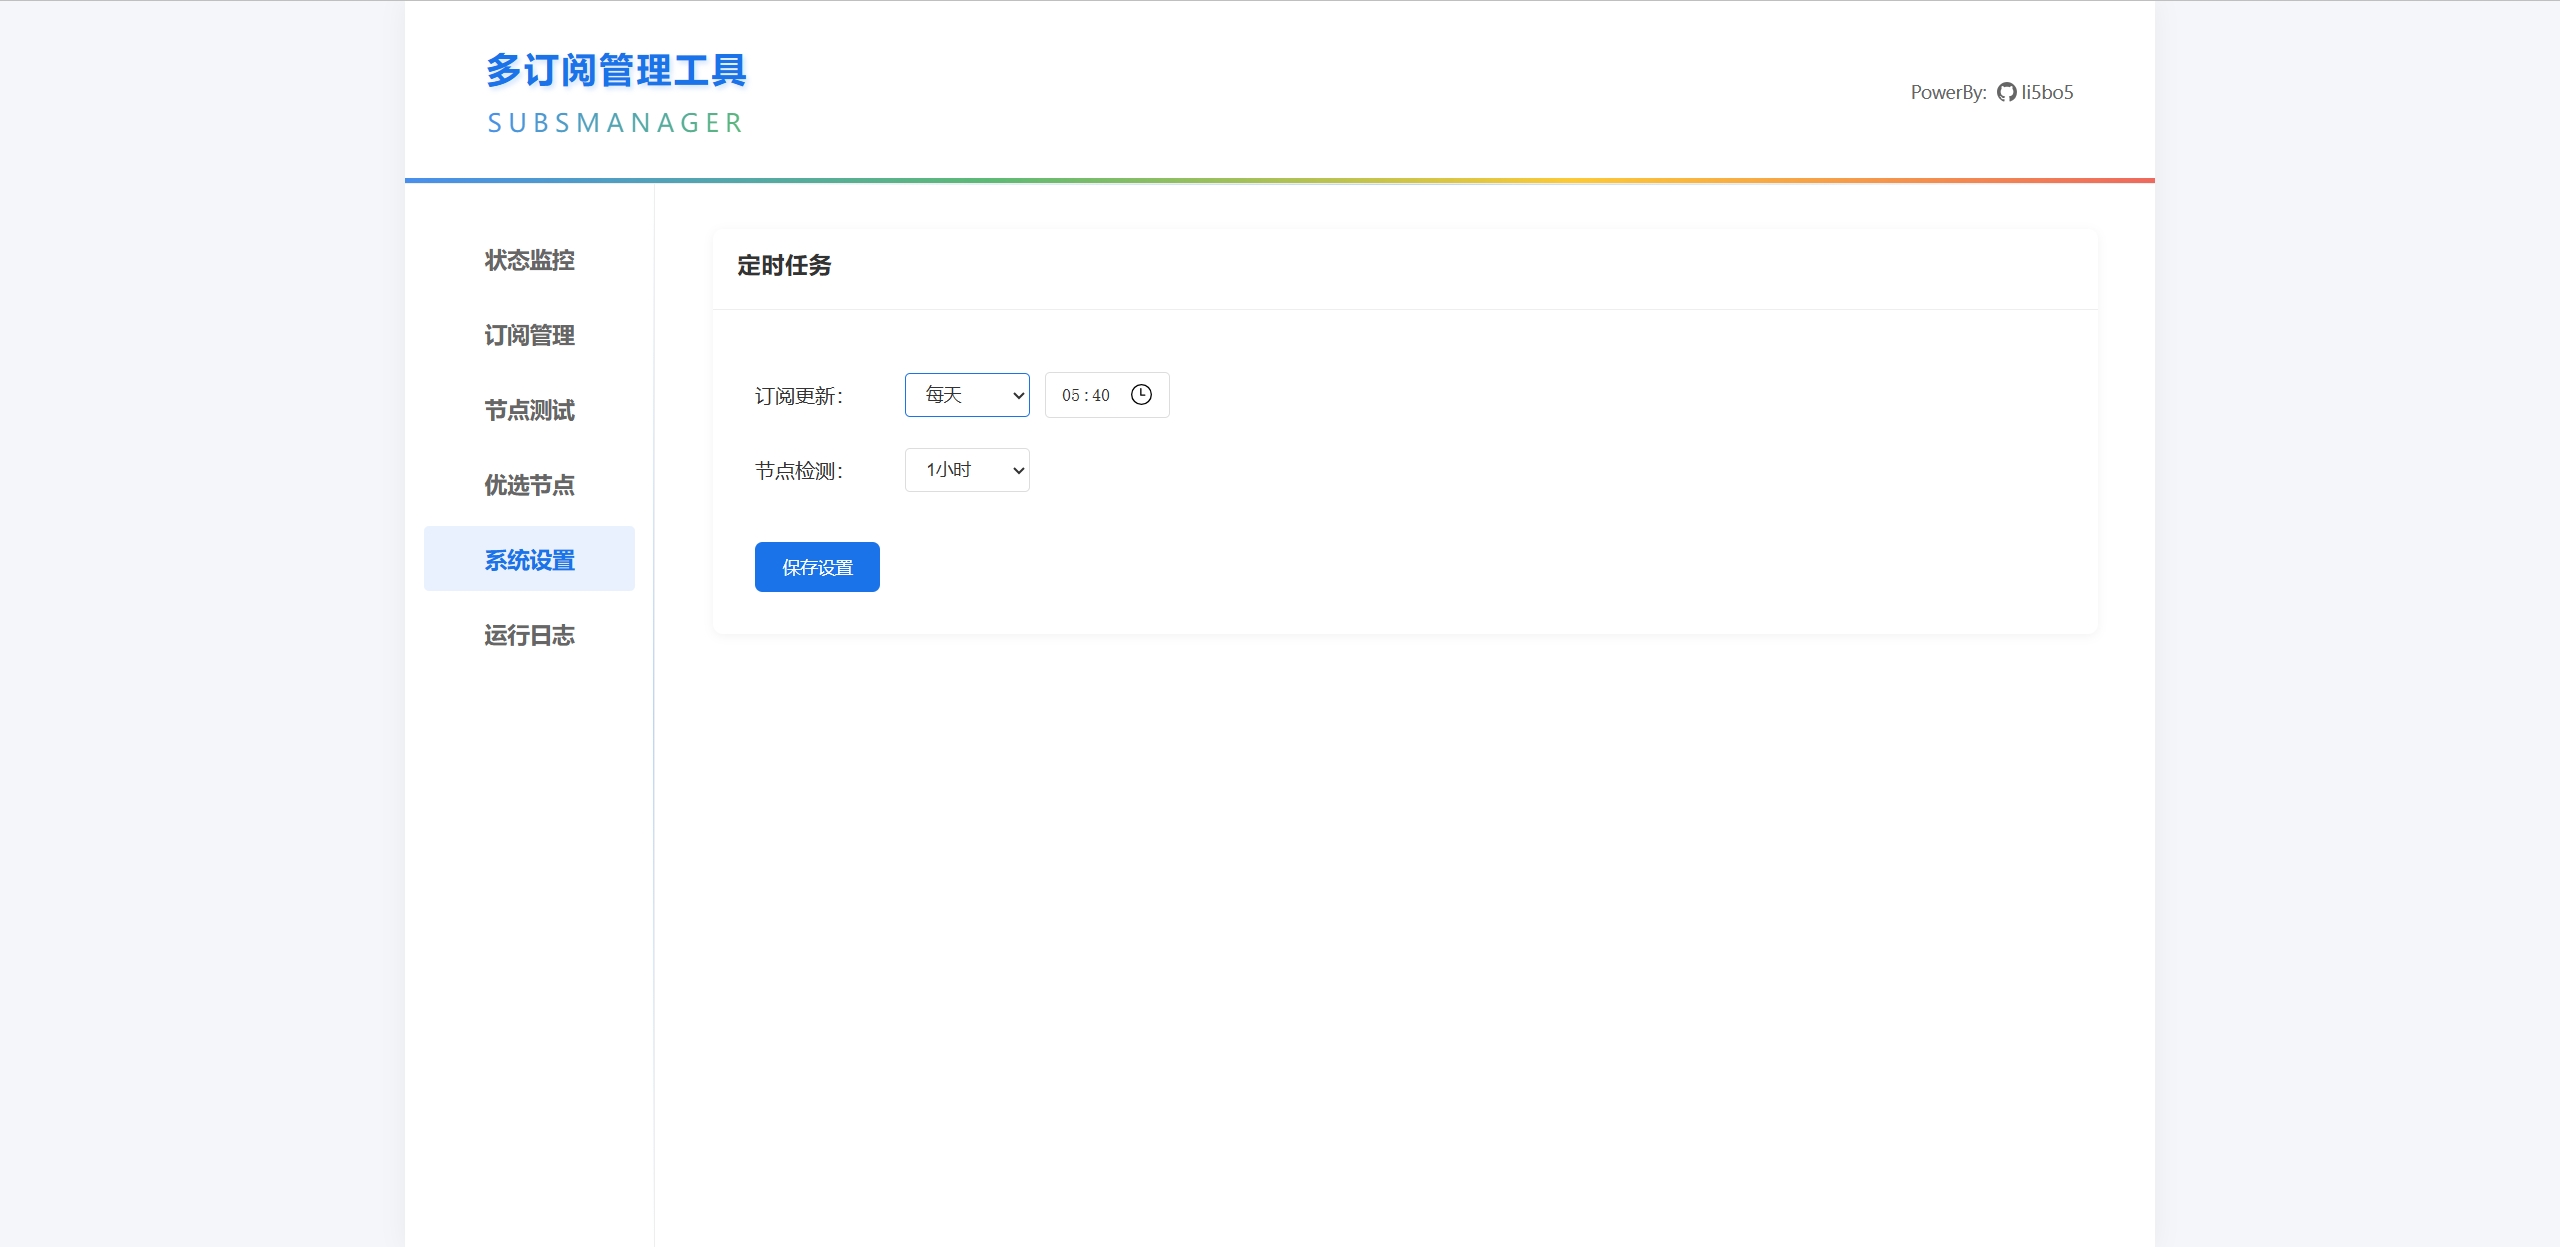 多订阅管理工具
SUBSMANAGER
PowerBy: li5bo5
状态监控
订阅管理
节点测试
优选节点
系统设置
运行日志
定时任务
订阅更新: 每天 05:40
节点检测: 1小时
保存设置